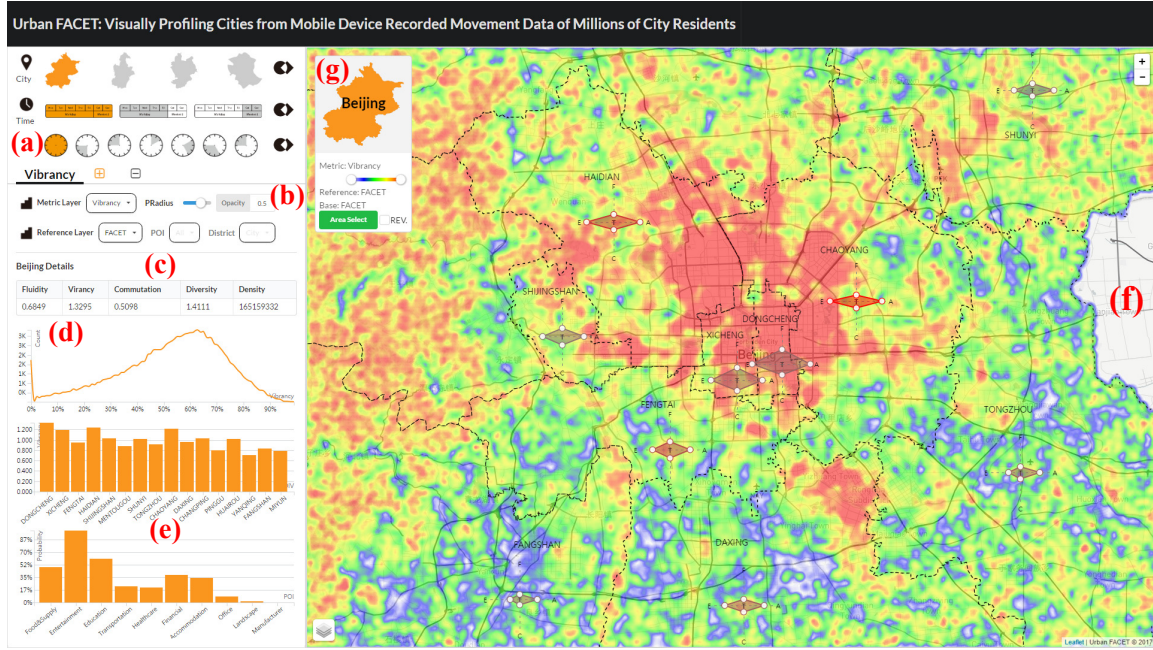 Urban FACET: Visually Profiling Cities from Mobile Device Recorded Movement Data of Millions of City Residents
City
Time
(a)
Vibrancy
Metric Layer Vibrancy PRadius Opacity 0.5
(b)
Reference Layer FACET POI All District City
(c)
Beijing Details
Fluidity Virancy Commutation Diversity Density
0.6849 1.3295 0.5098 1.4111 165159332
(d)
Count
3K
3K
2K
2K
1K
1K
0K
Vibrancy
0% 10% 20% 30% 40% 50% 60% 70% 80% 90%
1.200
1.000
0.800
0.600
0.400
0.200
0.000
DONGCHENG XICHENG FENGTAI HAIDIAN SHIJINGSHAN MENTOUGOU SHUNYI TONGZHOU CHAOYANG DAXING CHANGPING PINGGU HUAIROU YANQING FANGSHAN MIYUN
(e)
Probability
87%
70%
52%
35%
17%
0%
POI
Food&Supply Entertainment Education Transportation Healthcare Financial Accommodation Office Landscape Manufacturer
(g)
Beijing
Metric: Vibrancy
Reference: FACET
Base: FACET
Area Select REV.
+
−
E T A
SHUNYI
HAIDIAN
F
E T A
C
CHAOYANG
F
E T A
SHIJINGSHAN
F
E T A
C
(f)
DONGCHENG
XICHENG
Beijing
E T A
E T
C
FENGTAI
F
E T A
TONGZHOU
E A
FANGSHAN
DAXING
E T A
E T A
Leaflet | Urban FACET © 2017